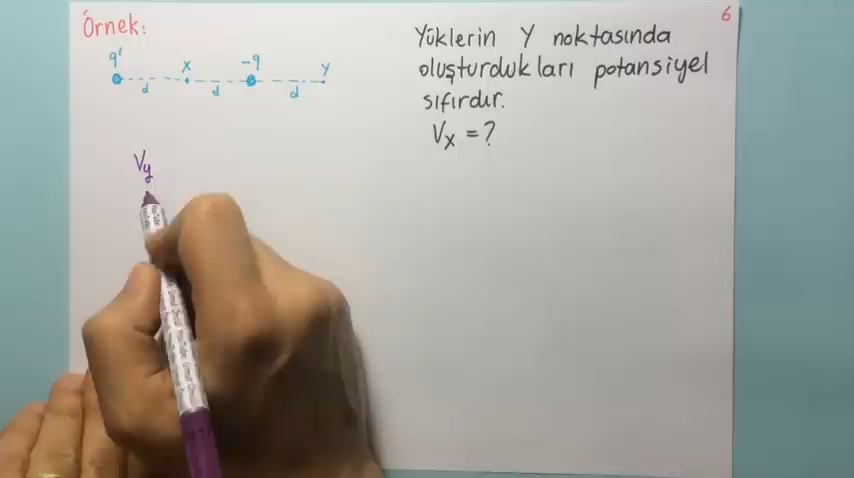 Örnek:
6
q' x -q y
d d d
Yüklerin Y noktasında
oluşturdukları potansiyel
sıfırdır.
Vx = ?
Vy